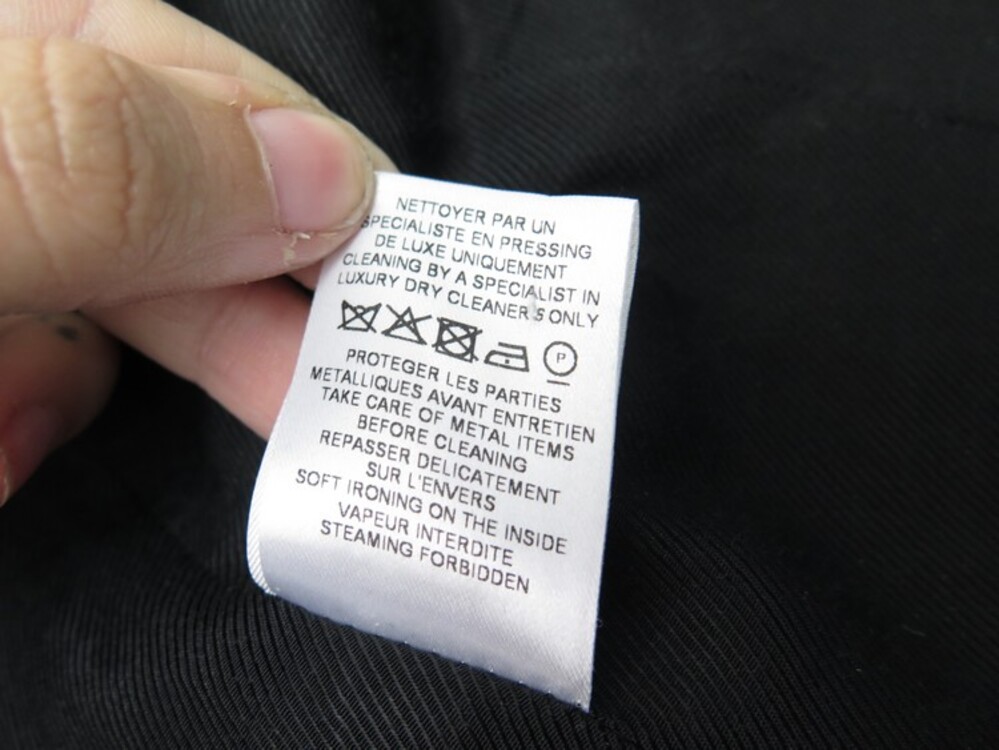 NETTOYER PAR UN
SPECIALISTE EN PRESSING
DE LUXE UNIQUEMENT
CLEANING BY A SPECIALIST IN
LUXURY DRY CLEANER S ONLY
P
PROTEGER LES PARTIES
METALLIQUES AVANT ENTRETIEN
TAKE CARE OF METAL ITEMS
BEFORE CLEANING
REPASSER DELICATEMENT
SUR L'ENVERS
SOFT IRONING ON THE INSIDE
VAPEUR INTERDITE
STEAMING FORBIDDEN